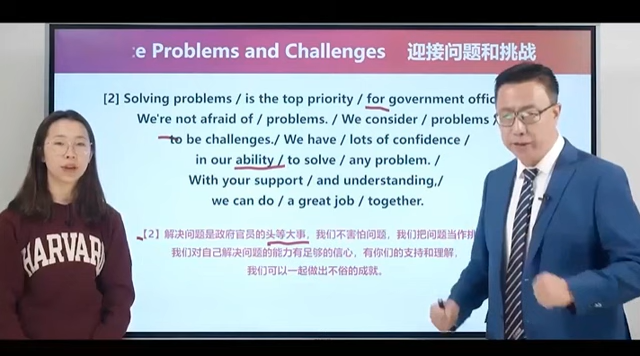 e Problems and Challenges 迎接问题和挑战
[2] Solving problems / is the top priority / for government offic
We're not afraid of / problems. / We consider / problems
to be challenges./ We have / lots of confidence /
in our ability / to solve / any problem. /
With your support / and understanding,/
we can do / a great job / together.
【2】解决问题是政府官员的头等大事，我们不害怕问题，我们把问题当作挑
我们对自己解决问题的能力有足够的信心，有你们的支持和理解，
我们可以一起做出不俗的成就。
HARVARD